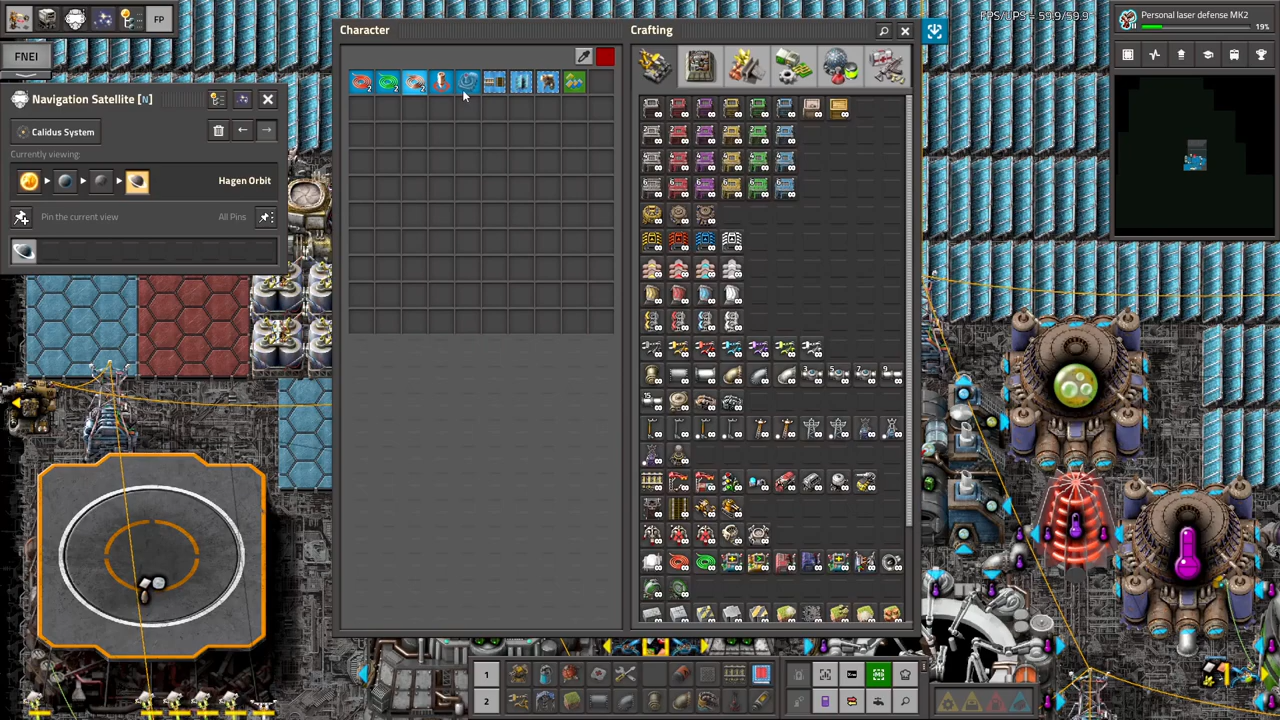 FP
FNEI
Navigation Satellite [N]
Calidus System
Currently viewing:
Hagen Orbit
Pin the current view
All Pins
Character
Crafting
FPS/UPS = 59.9/59.9
Personal laser defense MK2
19%
1
2